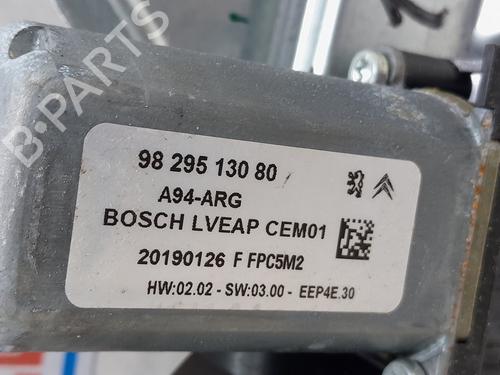 B-PARTS
98 295 130 80
A94-ARG
BOSCH LVEAP CEM01
20190126 F FPC5M2
HW:02.02 - SW:03.00 - EEP4E.30